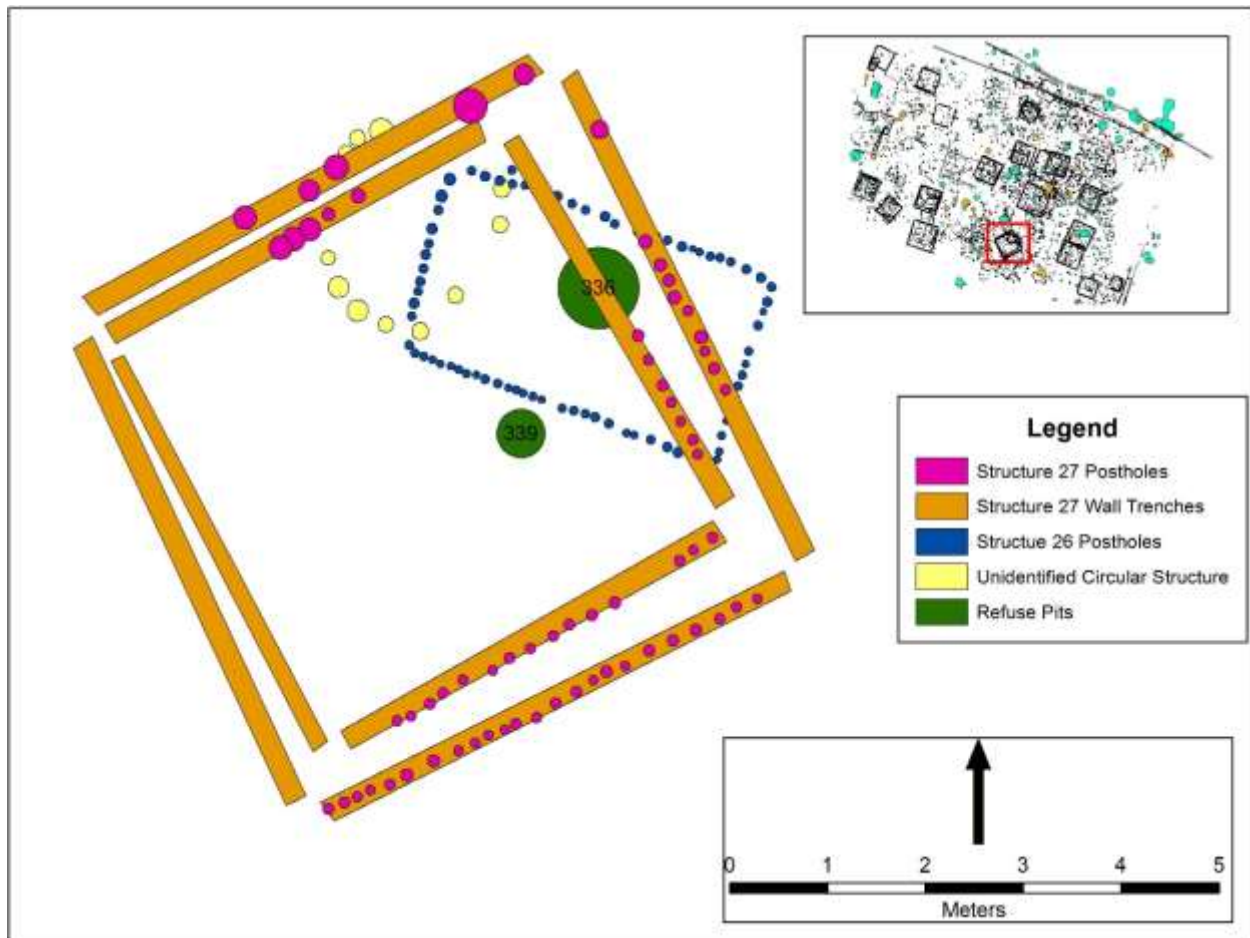 336
339
Legend
Structure 27 Postholes
Structure 27 Wall Trenches
Structue 26 Postholes
Unidentified Circular Structure
Refuse Pits
0 1 2 3 4 5
Meters